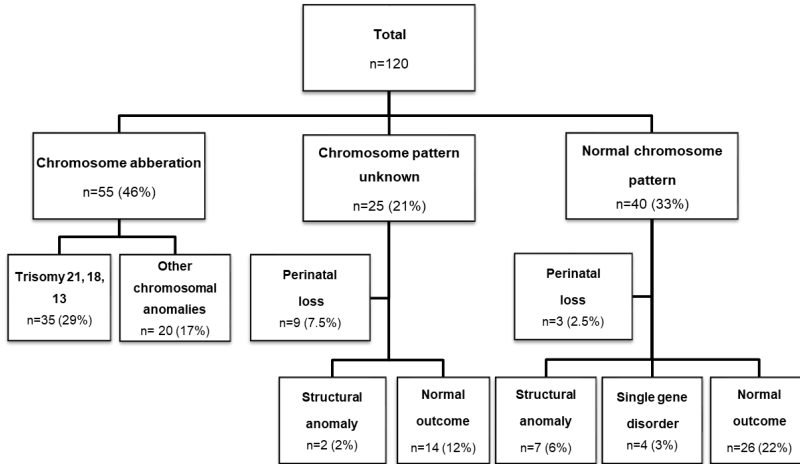 Total
n=120
Chromosome abberation
n=55 (46%)
Chromosome pattern
unknown
n=25 (21%)
Normal chromosome
pattern
n=40 (33%)
Trisomy 21, 18,
13
n=35 (29%)
Other
chromosomal
anomalies
n= 20 (17%)
Perinatal
loss
n=9 (7.5%)
Perinatal
loss
n=3 (2.5%)
Structural
anomaly
n=2 (2%)
Normal
outcome
n=14 (12%)
Structural
anomaly
n=7 (6%)
Single gene
disorder
n=4 (3%)
Normal
outcome
n=26 (22%)